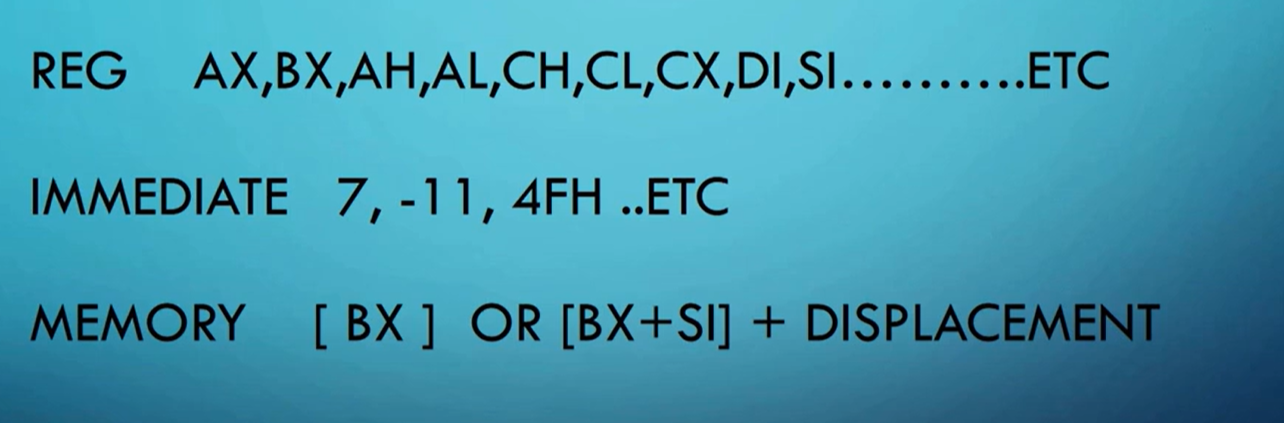 REG AX,BX,AH,AL,CH,CL,CX,DI,SI..........ETC
IMMEDIATE 7, -11, 4FH ..ETC
MEMORY [ BX ] OR [BX+SI] + DISPLACEMENT